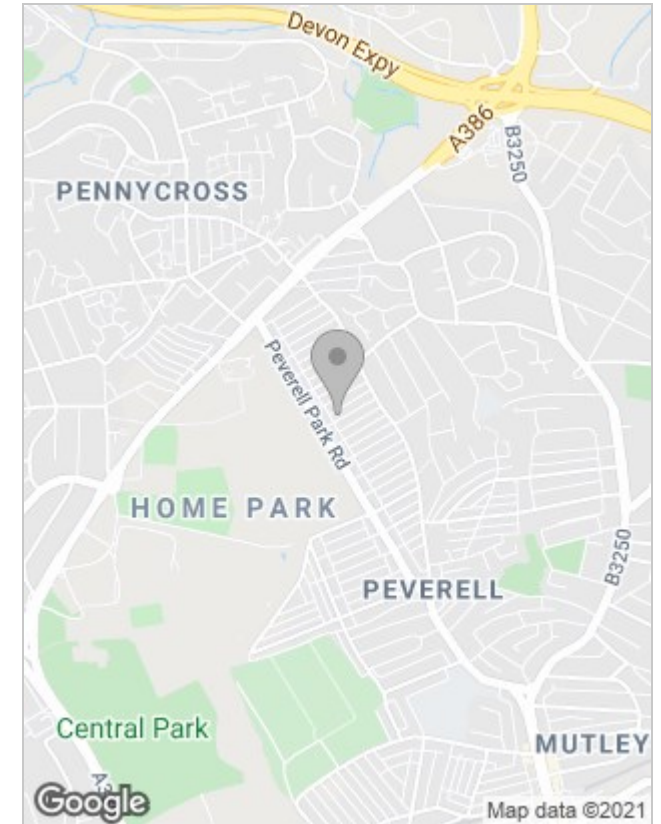 Devon Expy
A386
B3250
PENNYCROSS
Peverell Park Rd
HOME PARK
B3250
PEVERELL
Central Park
MUTLEY
A3
Google
Map data ©2021